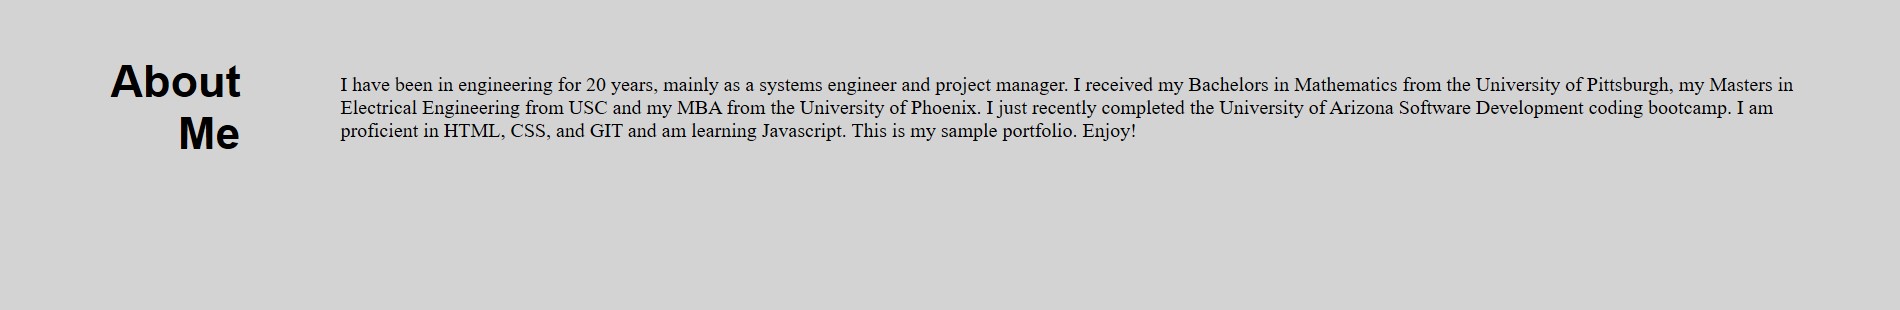 About
Me
I have been in engineering for 20 years, mainly as a systems engineer and project manager. I received my Bachelors in Mathematics from the University of Pittsburgh, my Masters in
Electrical Engineering from USC and my MBA from the University of Phoenix. I just recently completed the University of Arizona Software Development coding bootcamp. I am
proficient in HTML, CSS, and GIT and am learning Javascript. This is my sample portfolio. Enjoy!